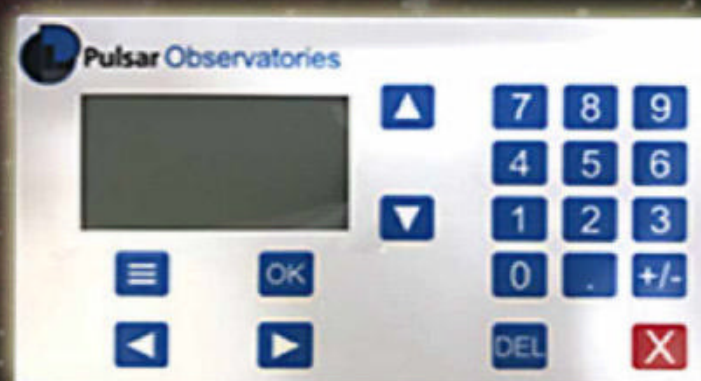 Pulsar Observatories
7 8 9
4 5 6
1 2 3
OK
0 . +/-
DEL X